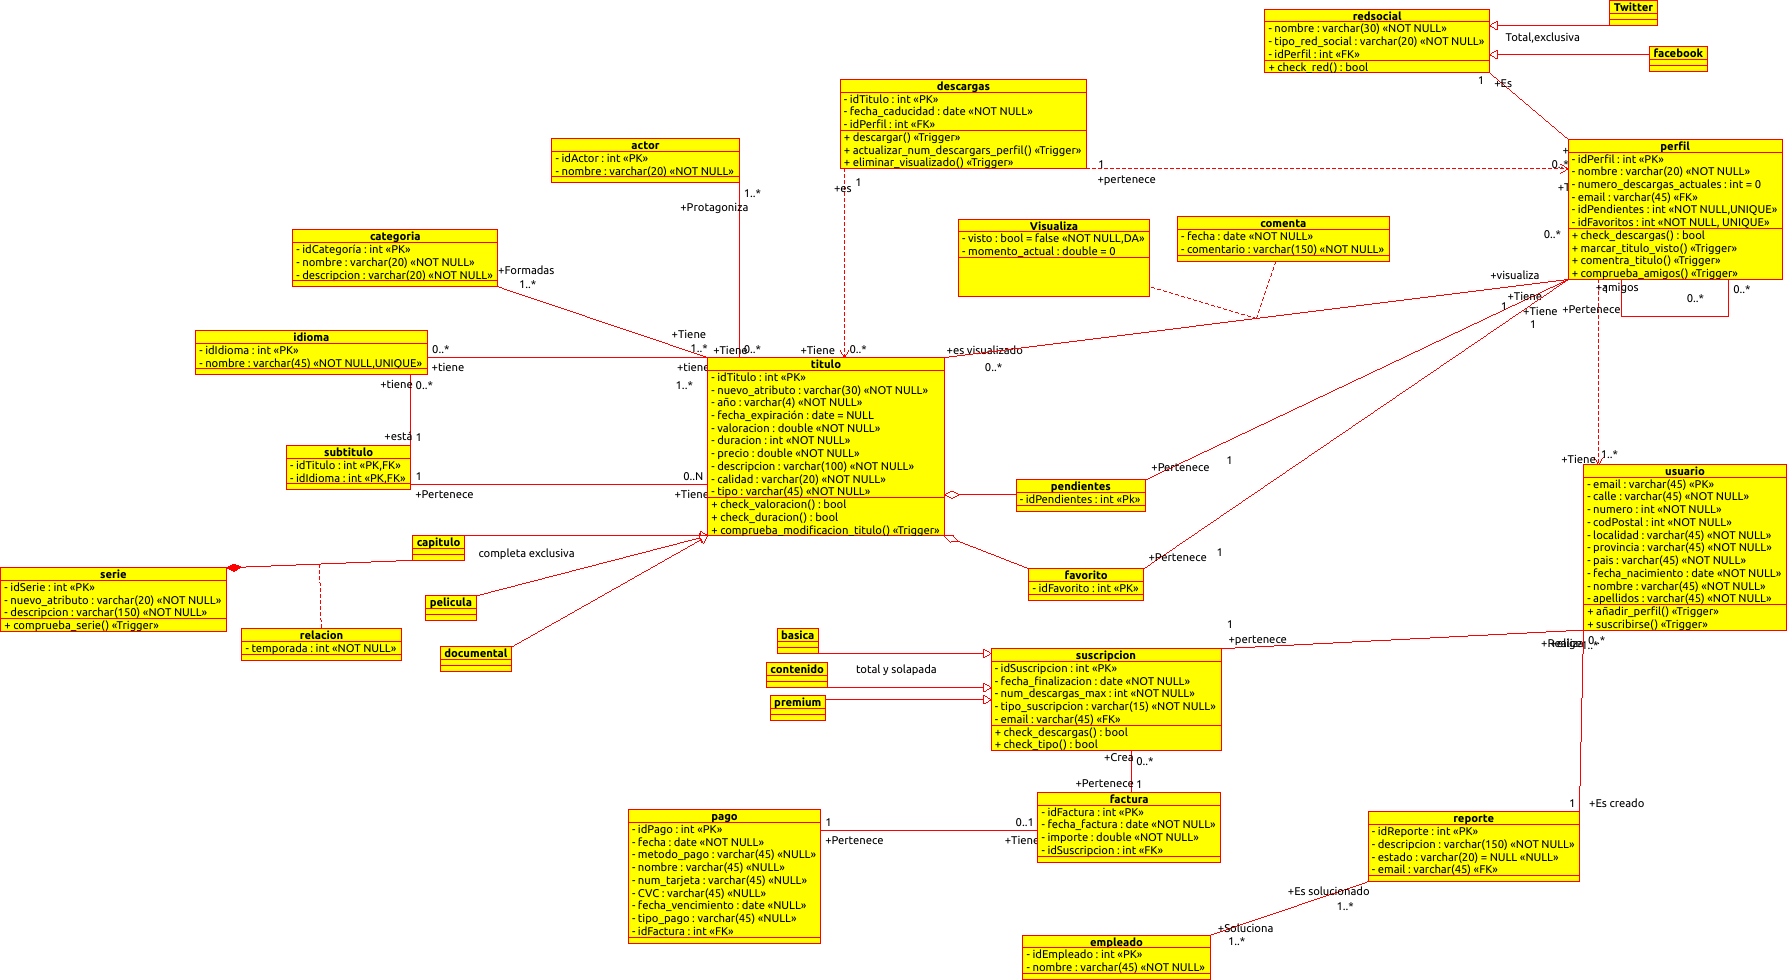 Twitter
redsocial
- nombre : varchar(30) «NOT NULL»
- tipo_red_social : varchar(20) «NOT NULL»
- idPerfil : int «FK»
+ check_red() : bool
Total,exclusiva
facebook
1
+Es
descargas
- idTitulo : int «PK»
- fecha_caducidad : date «NOT NULL»
- idPerfil : int «FK»
+ descargar() «Trigger»
+ actualizar_num_descargars_perfil() «Trigger»
+ eliminar_visualizado() «Trigger»
1
+pertenece
0..*
1
+es
actor
- idActor : int «PK»
- nombre : varchar(20) «NOT NULL»
1..*
+Protagoniza
perfil
- idPerfil : int «PK»
- nombre : varchar(20) «NOT NULL»
- numero_descargas_actuales : int = 0
- email : varchar(45) «FK»
- idPendientes : int «NOT NULL,UNIQUE»
- idFavoritos : int «NOT NULL, UNIQUE»
+ check_descargas() : bool
+ marcar_titulo_visto() «Trigger»
+ comentra_titulo() «Trigger»
+ comprueba_amigos() «Trigger»
0..*
+visualiza
+amigos
0..*
0..*
+Tiene
1
+Tiene
1
+Pertenece
1
categoria
- idCategoría : int «PK»
- nombre : varchar(20) «NOT NULL»
- descripcion : varchar(20) «NOT NULL»
+Formadas
1..*
Visualiza
- visto : bool = false «NOT NULL,DA»
- momento_actual : double = 0
comenta
- fecha : date «NOT NULL»
- comentario : varchar(150) «NOT NULL»
idioma
- idIdioma : int «PK»
- nombre : varchar(45) «NOT NULL,UNIQUE»
0..*
+tiene
+tiene
0..*
+Tiene
1..*
+Tiene
0..*
+Tiene
0..*
+es visualizado
0..*
+tiene
1..*
titulo
- idTitulo : int «PK»
- nuevo_atributo : varchar(30) «NOT NULL»
- año : varchar(4) «NOT NULL»
- fecha_expiración : date = NULL
- valoracion : double «NOT NULL»
- duracion : int «NOT NULL»
- precio : double «NOT NULL»
- descripcion : varchar(100) «NOT NULL»
- calidad : varchar(20) «NOT NULL»
- tipo : varchar(45) «NOT NULL»
+ check_valoracion() : bool
+ check_duracion() : bool
+ comprueba_modificacion_titulo() «Trigger»
+está
1
subtitulo
- idTitulo : int «PK,FK»
- idIdioma : int «PK,FK»
1
+Pertenece
0..N
+Tiene
+Pertenece
1
pendientes
- idPendientes : int «Pk»
+Pertenece
1
favorito
- idFavorito : int «PK»
+Tiene
1..*
usuario
- email : varchar(45) «PK»
- calle : varchar(45) «NOT NULL»
- numero : int «NOT NULL»
- codPostal : int «NOT NULL»
- localidad : varchar(45) «NOT NULL»
- provincia : varchar(45) «NOT NULL»
- pais : varchar(45) «NOT NULL»
- fecha_nacimiento : date «NOT NULL»
- nombre : varchar(45) «NOT NULL»
- apellidos : varchar(45) «NOT NULL»
+ añadir_perfil() «Trigger»
+ suscribirse() «Trigger»
0..*
capitulo
completa exclusiva
serie
- idSerie : int «PK»
- nuevo_atributo : varchar(20) «NOT NULL»
- descripcion : varchar(150) «NOT NULL»
+ comprueba_serie() «Trigger»
pelicula
relacion
- temporada : int «NOT NULL»
documental
basica
contenido
premium
total y solapada
1
+pertenece
suscripcion
- idSuscripcion : int «PK»
- fecha_finalizacion : date «NOT NULL»
- num_descargas_max : int «NOT NULL»
- tipo_suscripcion : varchar(15) «NOT NULL»
- email : varchar(45) «FK»
+ check_descargas() : bool
+ check_tipo() : bool
+Crea
0..*
+Pertenece
1
factura
- idFactura : int «PK»
- fecha_factura : date «NOT NULL»
- importe : double «NOT NULL»
- idSuscripcion : int «FK»
0..1
+Tiene
pago
- idPago : int «PK»
- fecha : date «NOT NULL»
- metodo_pago : varchar(45) «NULL»
- nombre : varchar(45) «NULL»
- num_tarjeta : varchar(45) «NULL»
- CVC : varchar(45) «NULL»
- fecha_vencimiento : date «NULL»
- tipo_pago : varchar(45) «NULL»
- idFactura : int «FK»
1
+Pertenece
1
+Es creado
reporte
- idReporte : int «PK»
- descripcion : varchar(150) «NOT NULL»
- estado : varchar(20) = NULL «NULL»
- email : varchar(45) «FK»
+Es solucionado
1..*
+Soluciona
1..*
empleado
- idEmpleado : int «PK»
- nombre : varchar(45) «NOT NULL»